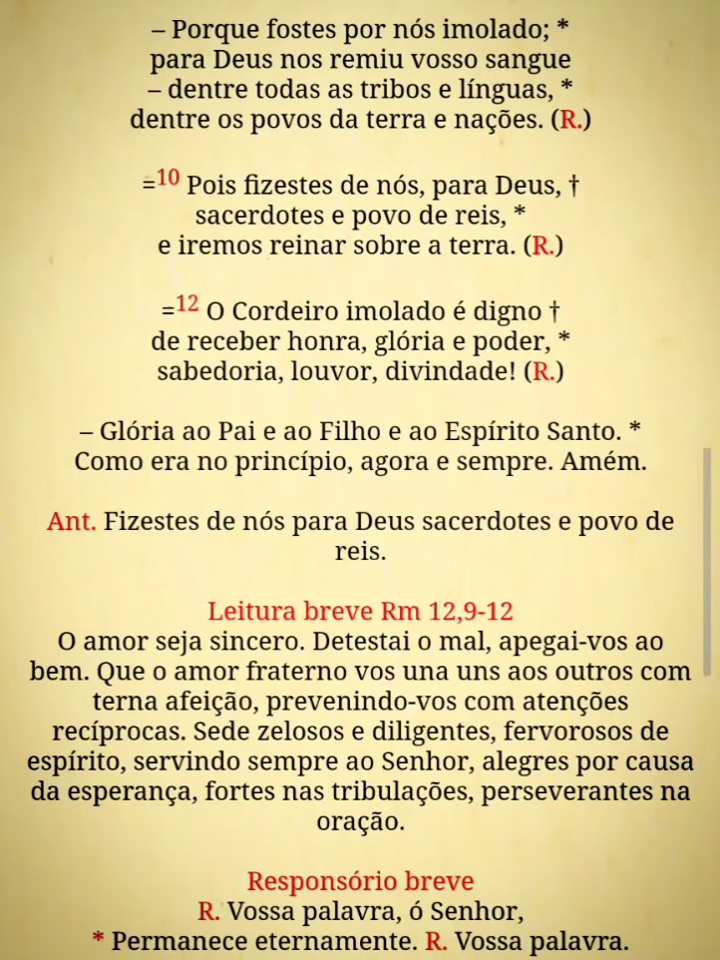 – Porque fostes por nós imolado; *
para Deus nos remiu vosso sangue
– dentre todas as tribos e línguas, *
dentre os povos da terra e nações. (R.)
=10 Pois fizestes de nós, para Deus, †
sacerdotes e povo de reis, *
e iremos reinar sobre a terra. (R.)
=12 O Cordeiro imolado é digno †
de receber honra, glória e poder, *
sabedoria, louvor, divindade! (R.)
– Glória ao Pai e ao Filho e ao Espírito Santo. *
Como era no princípio, agora e sempre. Amém.
Ant. Fizestes de nós para Deus sacerdotes e povo de
reis.
Leitura breve Rm 12,9-12
O amor seja sincero. Detestai o mal, apegai-vos ao
bem. Que o amor fraterno vos una uns aos outros com
terna afeição, prevenindo-vos com atenções
recíprocas. Sede zelosos e diligentes, fervorosos de
espírito, servindo sempre ao Senhor, alegres por causa
da esperança, fortes nas tribulações, perseverantes na
oração.
Responsório breve
R. Vossa palavra, ó Senhor,
* Permanece eternamente. R. Vossa palavra.